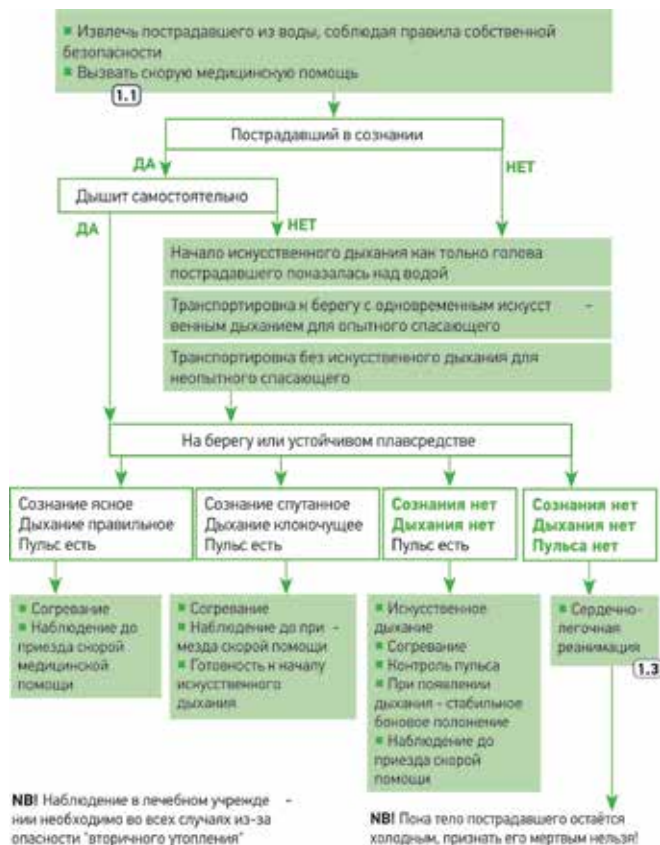 ▪ Извлечь пострадавшего из воды, соблюдая правила собственной
безопасности
▪ Вызвать скорую медицинскую помощь
1.1
Пострадавший в сознании
ДА
НЕТ
Дышит самостоятельно
ДА
НЕТ
Начало искусственного дыхания как только голова
пострадавшего показалась над водой
Транспортировка к берегу с одновременным искусст -
венным дыханием для опытного спасающего
Транспортировка без искусственного дыхания для
неопытного спасающего
На берегу или устойчивом плавсредстве
Сознание ясное
Дыхание правильное
Пульс есть
Сознание спутанное
Дыхание клокочущее
Пульс есть
Сознания нет
Дыхания нет
Пульс есть
Сознания нет
Дыхания нет
Пульса нет
▪ Согревание
▪ Наблюдение до
приезда скорой
медицинской
помощи
▪ Согревание
▪ Наблюдение до при -
мезда скорой помощи
▪ Готовность к началу
искусственного
дыхания
▪ Искусственное
дыхание
▪ Согревание
▪ Контроль пульса
▪ При появлении
дыхания - стабильное
боковое положение
▪ Наблюдение до
приезда скорой
помощи
▪ Сердечно-
легочная
реанимация
1.3
NB! Наблюдение в лечебном учрежде -
нии необходимо во всех случаях из-за
опасности "вторичного утопления"
NB! Пока тело пострадавшего остаётся
холодным, признать его мертвым нельзя!